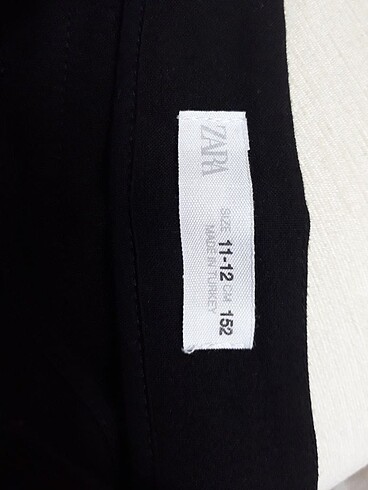 ZARA
SIZE 11-12 CM 152
MADE IN TURKEY